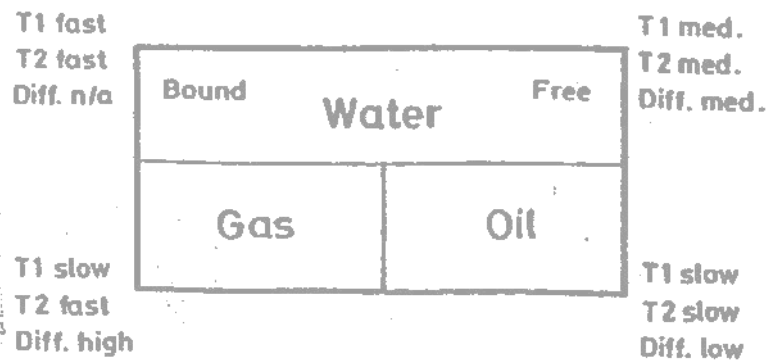 T1 fast
T2 fast
Diff. n/a
T1 med.
T2 med.
Diff. med.
Bound
Free
Water
Gas
Oil
T1 slow
T2 fast
Diff. high
T1 slow
T2 slow
Diff. low